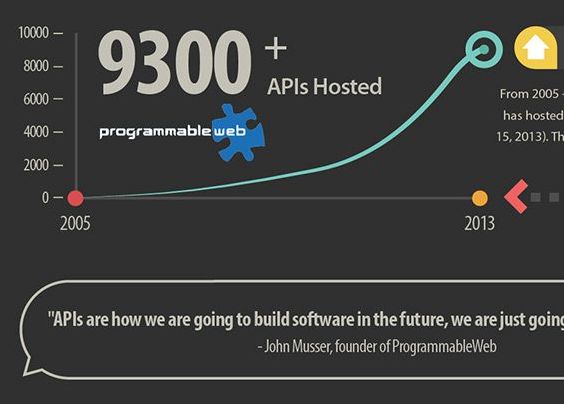 10000
8000
6000
4000
2000
0
9300+
APIs Hosted
programmableweb
2005
2013
From 2005 -
has hosted
15, 2013). Th
"APIs are how we are going to build software in the future, we are just going
- John Musser, founder of ProgrammableWeb